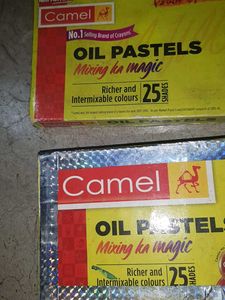 Camel
No.1 Selling Brand of Crayons
OIL PASTELS
Mixing ka magic
Richer and
Intermixable colours 25 SHADES
Camel
OIL PASTELS
Mixing ka magic
Richer and
Intermixable colours 25 SHADES